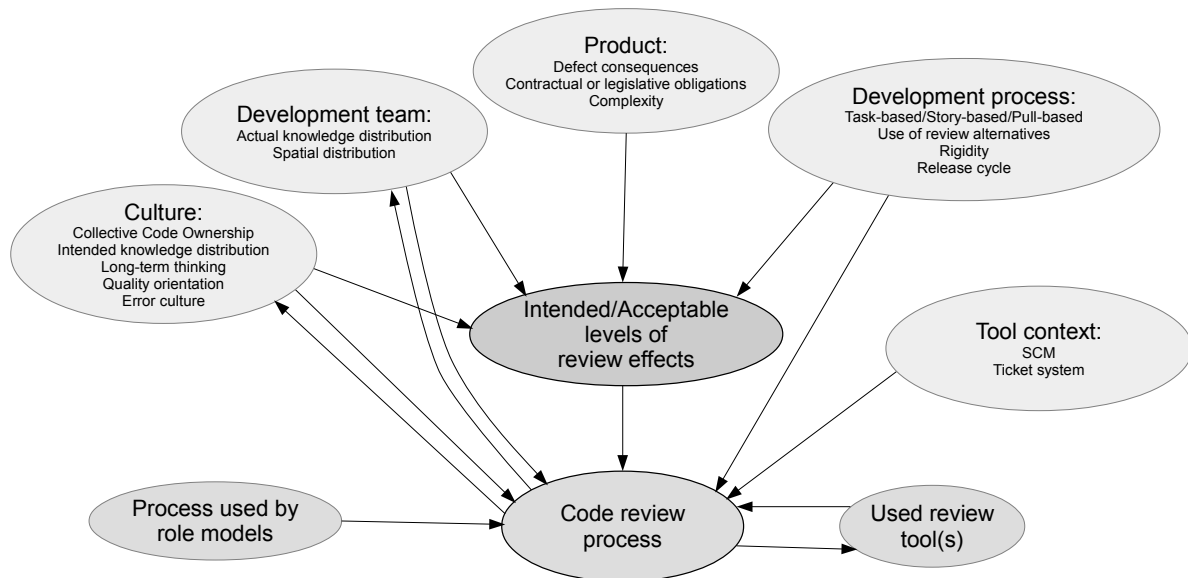 Product:
Defect consequences
Contractual or legislative obligations
Complexity
Development team:
Actual knowledge distribution
Spatial distribution
Development process:
Task-based/Story-based/Pull-based
Use of review alternatives
Rigidity
Release cycle
Culture:
Collective Code Ownership
Intended knowledge distribution
Long-term thinking
Quality orientation
Error culture
Intended/Acceptable
levels of
review effects
Tool context:
SCM
Ticket system
Process used by
role models
Code review
process
Used review
tool(s)